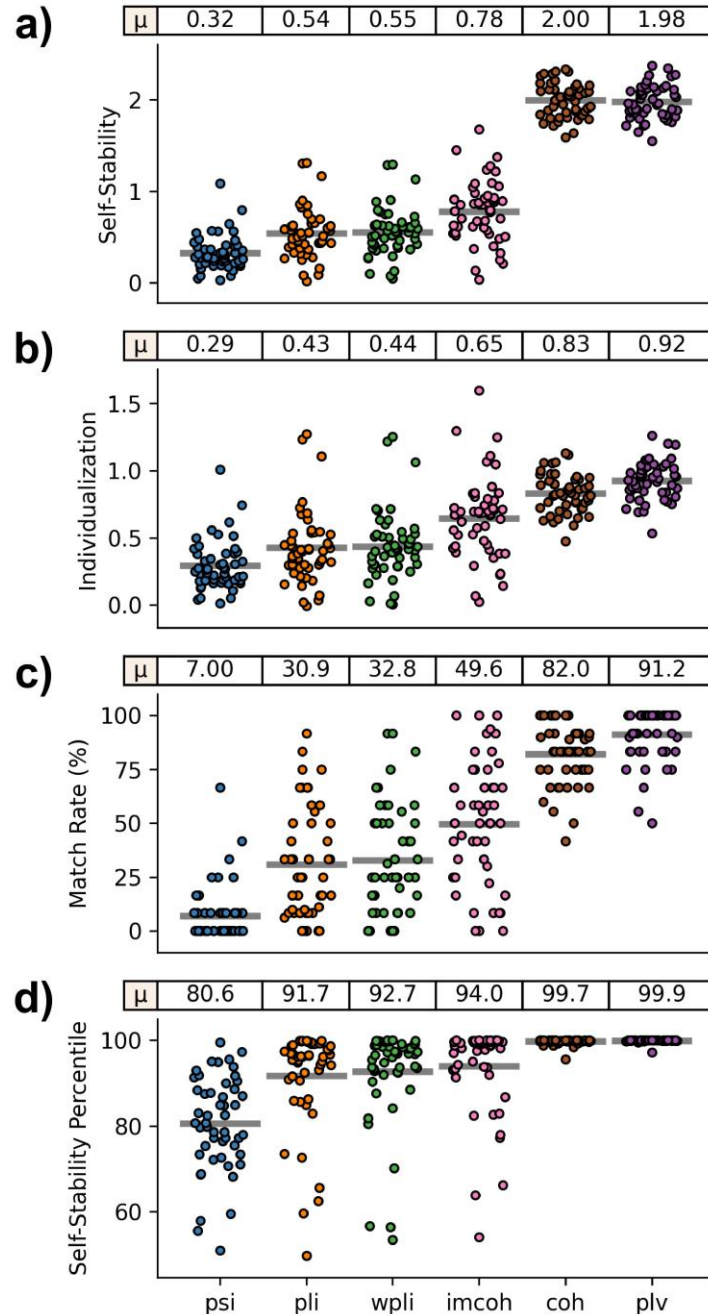 a) μ 0.32 0.54 0.55 0.78 2.00 1.98
Self-Stability
2
1
0
b) μ 0.29 0.43 0.44 0.65 0.83 0.92
Individualization
1.5
1.0
0.5
0.0
c) μ 7.00 30.9 32.8 49.6 82.0 91.2
Match Rate (%)
100
75
50
25
0
d) μ 80.6 91.7 92.7 94.0 99.7 99.9
Self-Stability Percentile
100
80
60
psi pli wpli imcoh coh plv